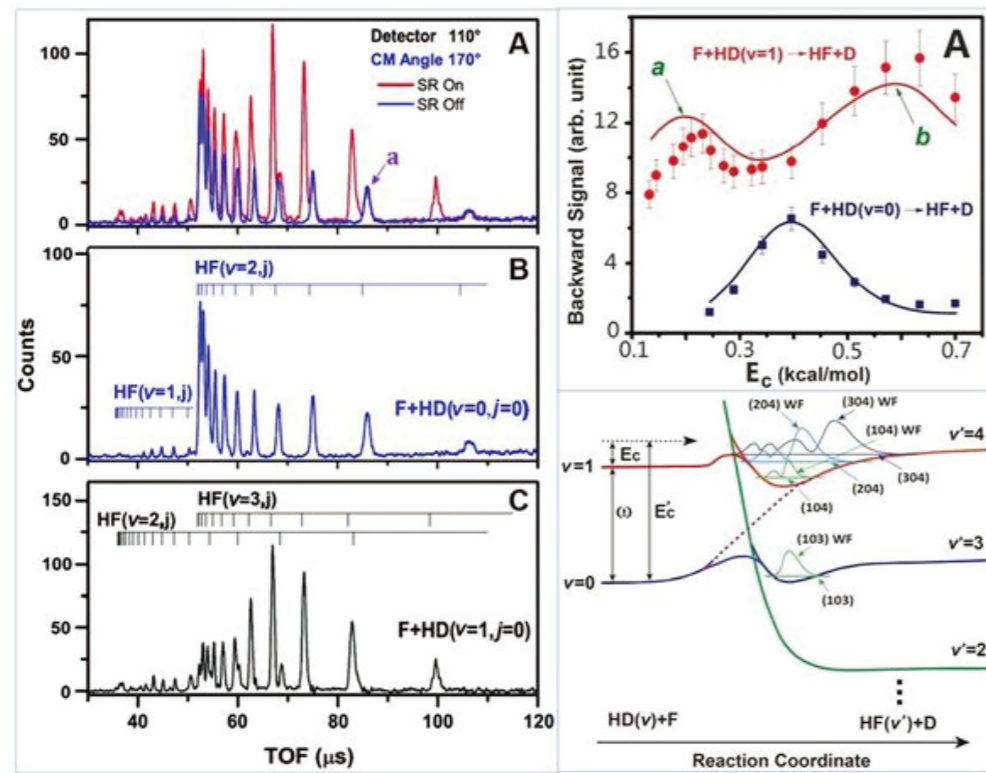 A
Detector 110°
CM Angle 170°
SR On
SR Off
a
100
50
0
B
HF(v=2,j)
HF(v=1,j)
F+HD(v=0,j=0)
100
50
0
Counts
C
HF(v=3,j)
HF(v=2,j)
F+HD(v=1,j=0)
150
100
50
0
40 60 80 100 120
TOF (μs)
A
F+HD(v=1)→HF+D
a
b
F+HD(v=0)→HF+D
Backward Signal (arb. unit)
16
12
8
4
0
0.1 0.3 0.5 0.7
Ec (kcal/mol)
(304) WF
(204) WF
(104) WF
v'=4
Ec
v=1
(304)
(204)
(104)
ω
E'c
(103) WF
v'=3
v=0
(103)
v'=2
HD(v)+F
HF(v')+D
Reaction Coordinate